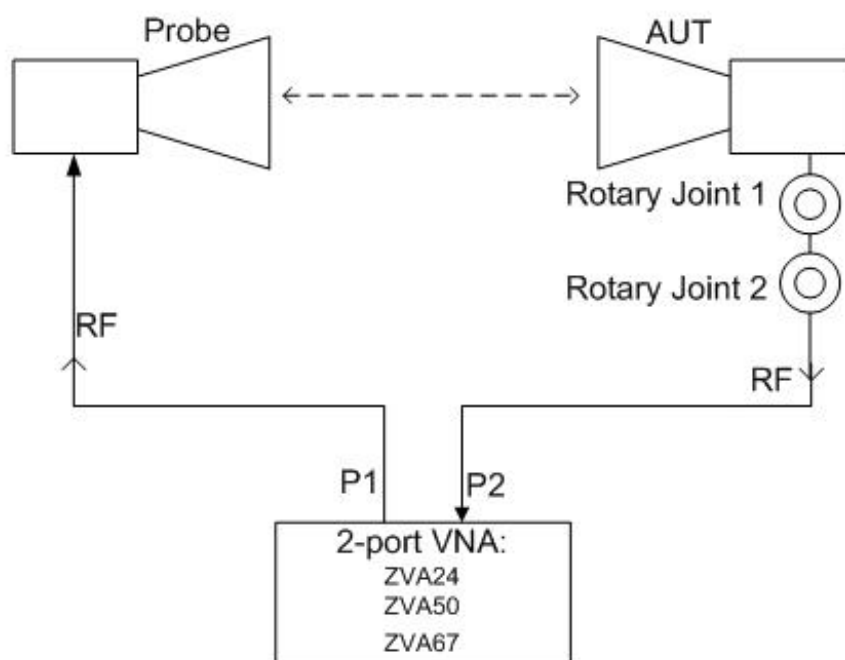 Probe
AUT
Rotary Joint 1
Rotary Joint 2
RF
RF
P1
P2
2-port VNA:
ZVA24
ZVA50
ZVA67